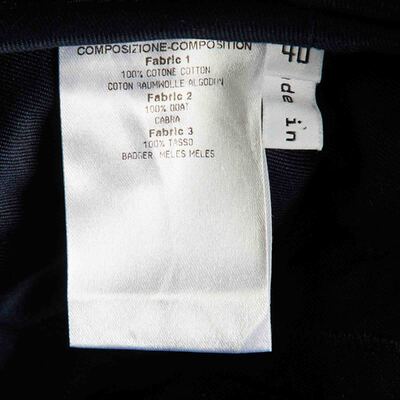 COMPOSIZIONE-COMPOSITION
Fabric 1
100% COTONE COTTON
COTON BAUMWOLLE ALGODON
Fabric 2
100% GOAT
CABRA
Fabric 3
100% TASSO
BADGER, MELES MELES
40
de in